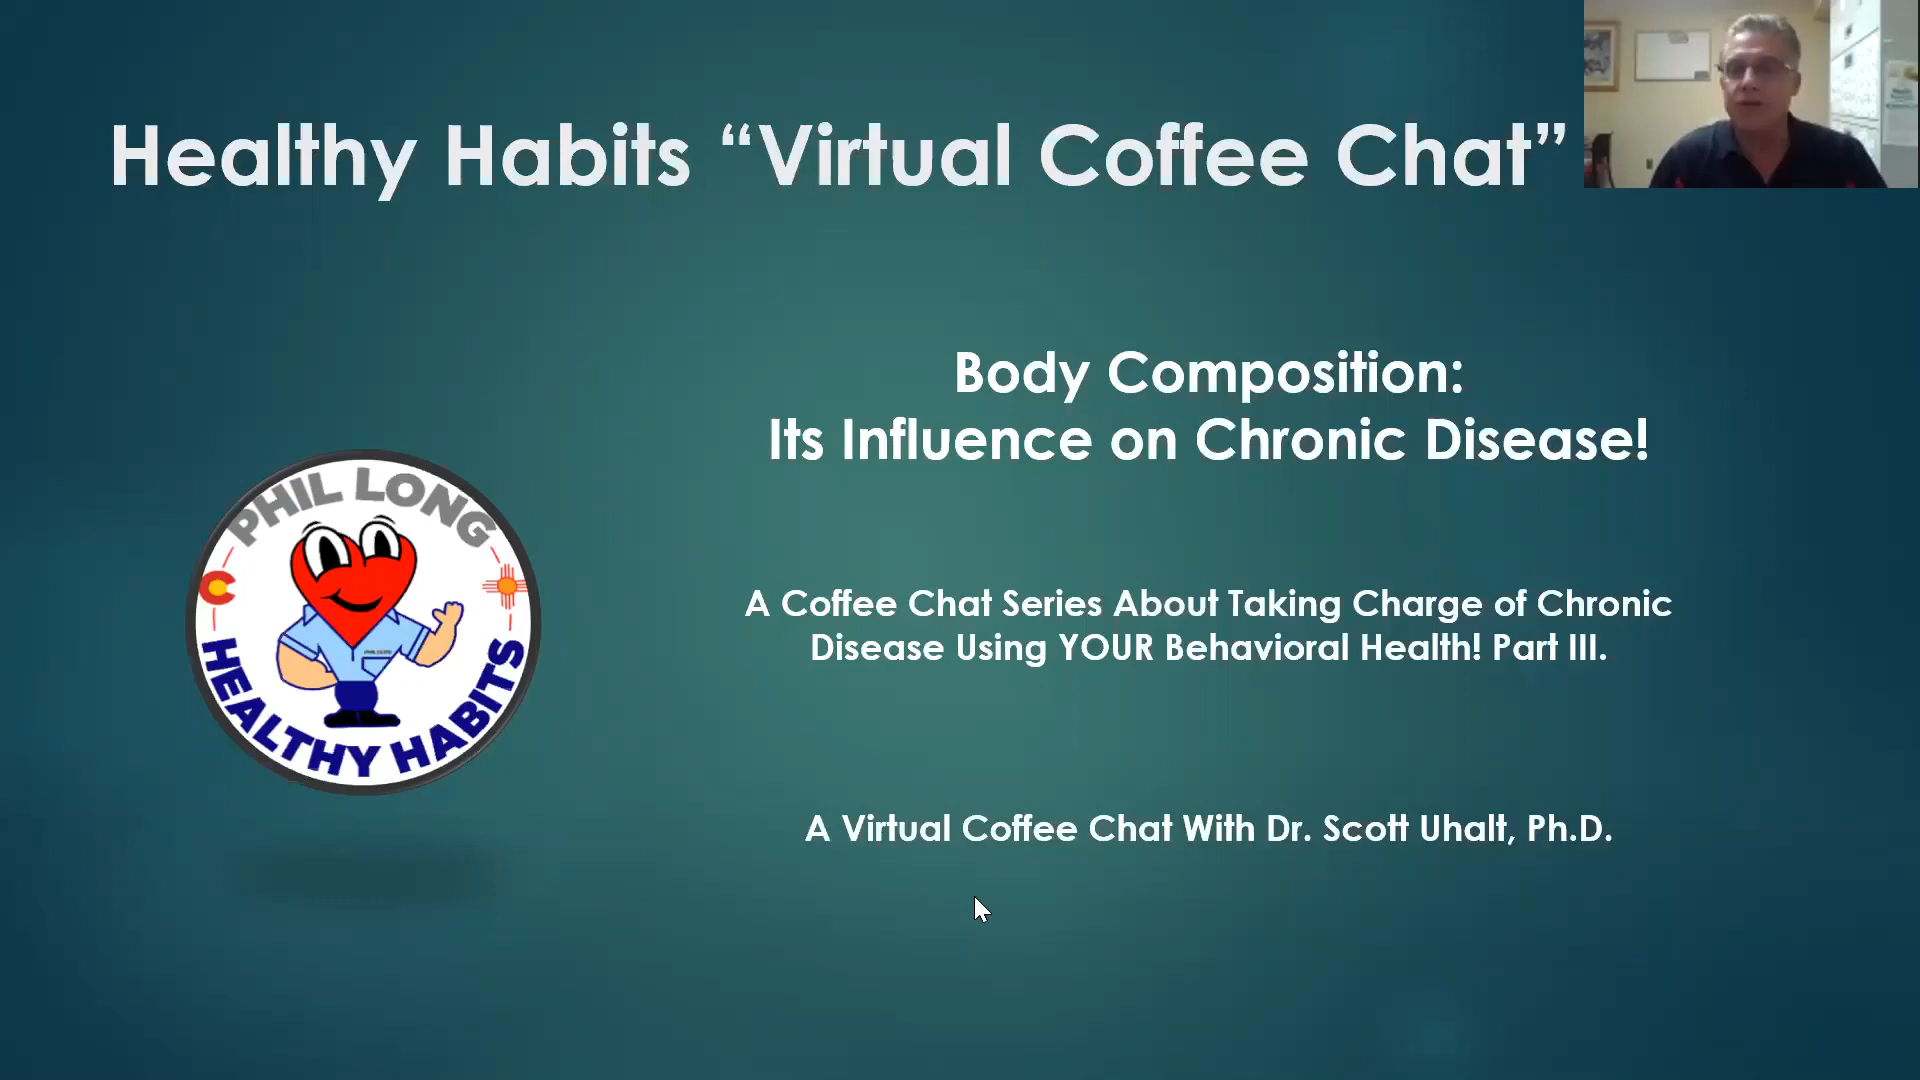 Healthy Habits “Virtual Coffee Chat”
Body Composition:
Its Influence on Chronic Disease!
PHIL LONG
HEALTHY HABITS
A Coffee Chat Series About Taking Charge of Chronic
Disease Using YOUR Behavioral Health! Part III.
A Virtual Coffee Chat With Dr. Scott Uhalt, Ph.D.